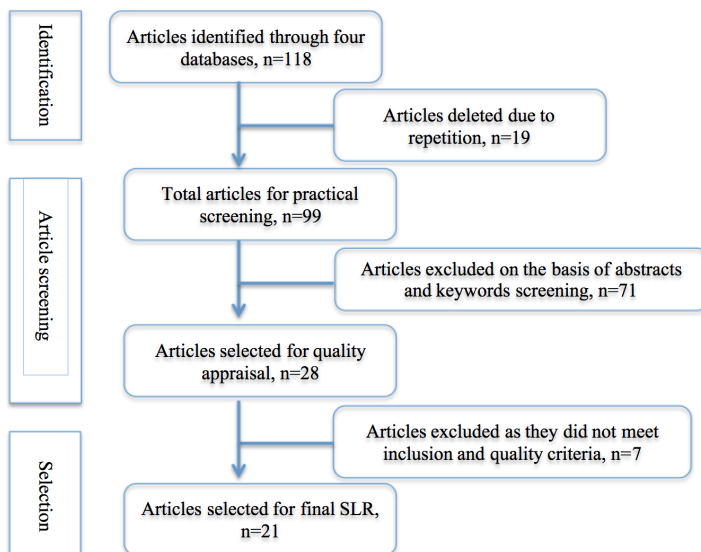 Identification
Articles identified through four
databases, n=118
Articles deleted due to
repetition, n=19
Article screening
Total articles for practical
screening, n=99
Articles excluded on the basis of abstracts
and keywords screening, n=71
Articles selected for quality
appraisal, n=28
Selection
Articles excluded as they did not meet
inclusion and quality criteria, n=7
Articles selected for final SLR,
n=21